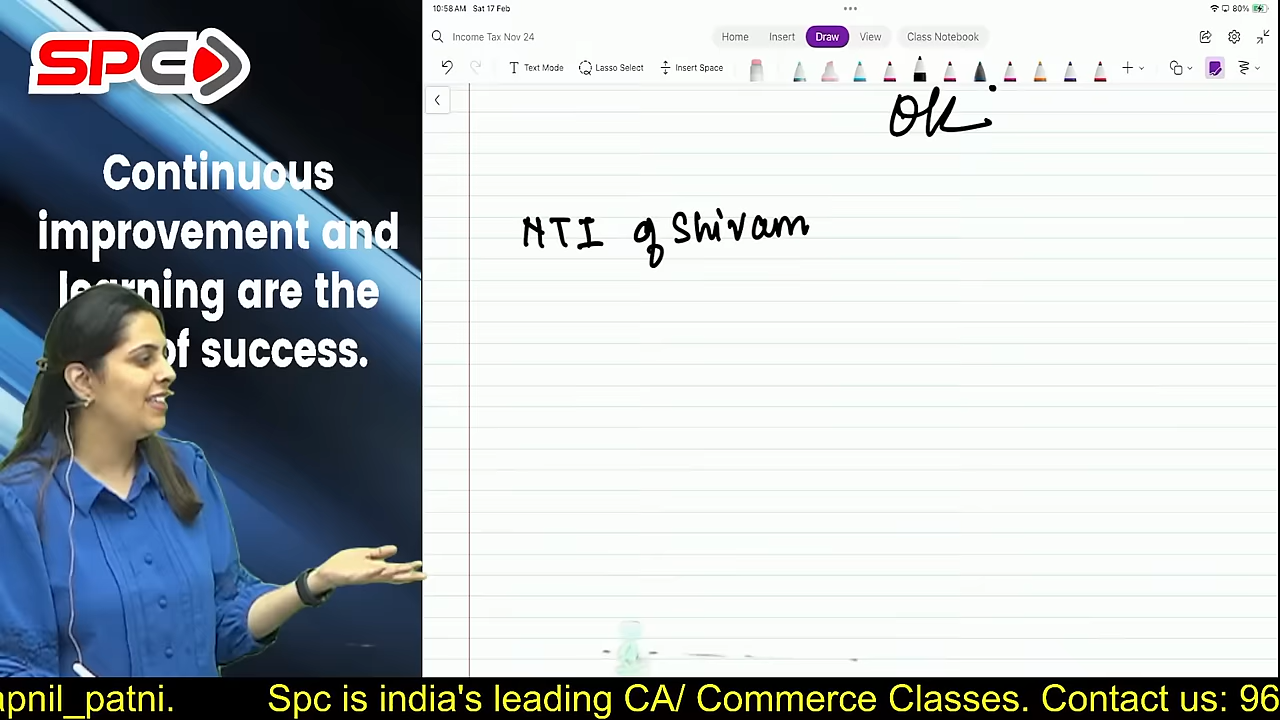 SPC
Continuous
improvement and
learning are the
of success.
10:58 AM Sat 17 Feb
80%
Income Tax Nov 24
Home Insert Draw View Class Notebook
Text Mode Lasso Select Insert Space
OK
NTI of Shivam
apnil_patni. Spc is india's leading CA/ Commerce Classes. Contact us: 96